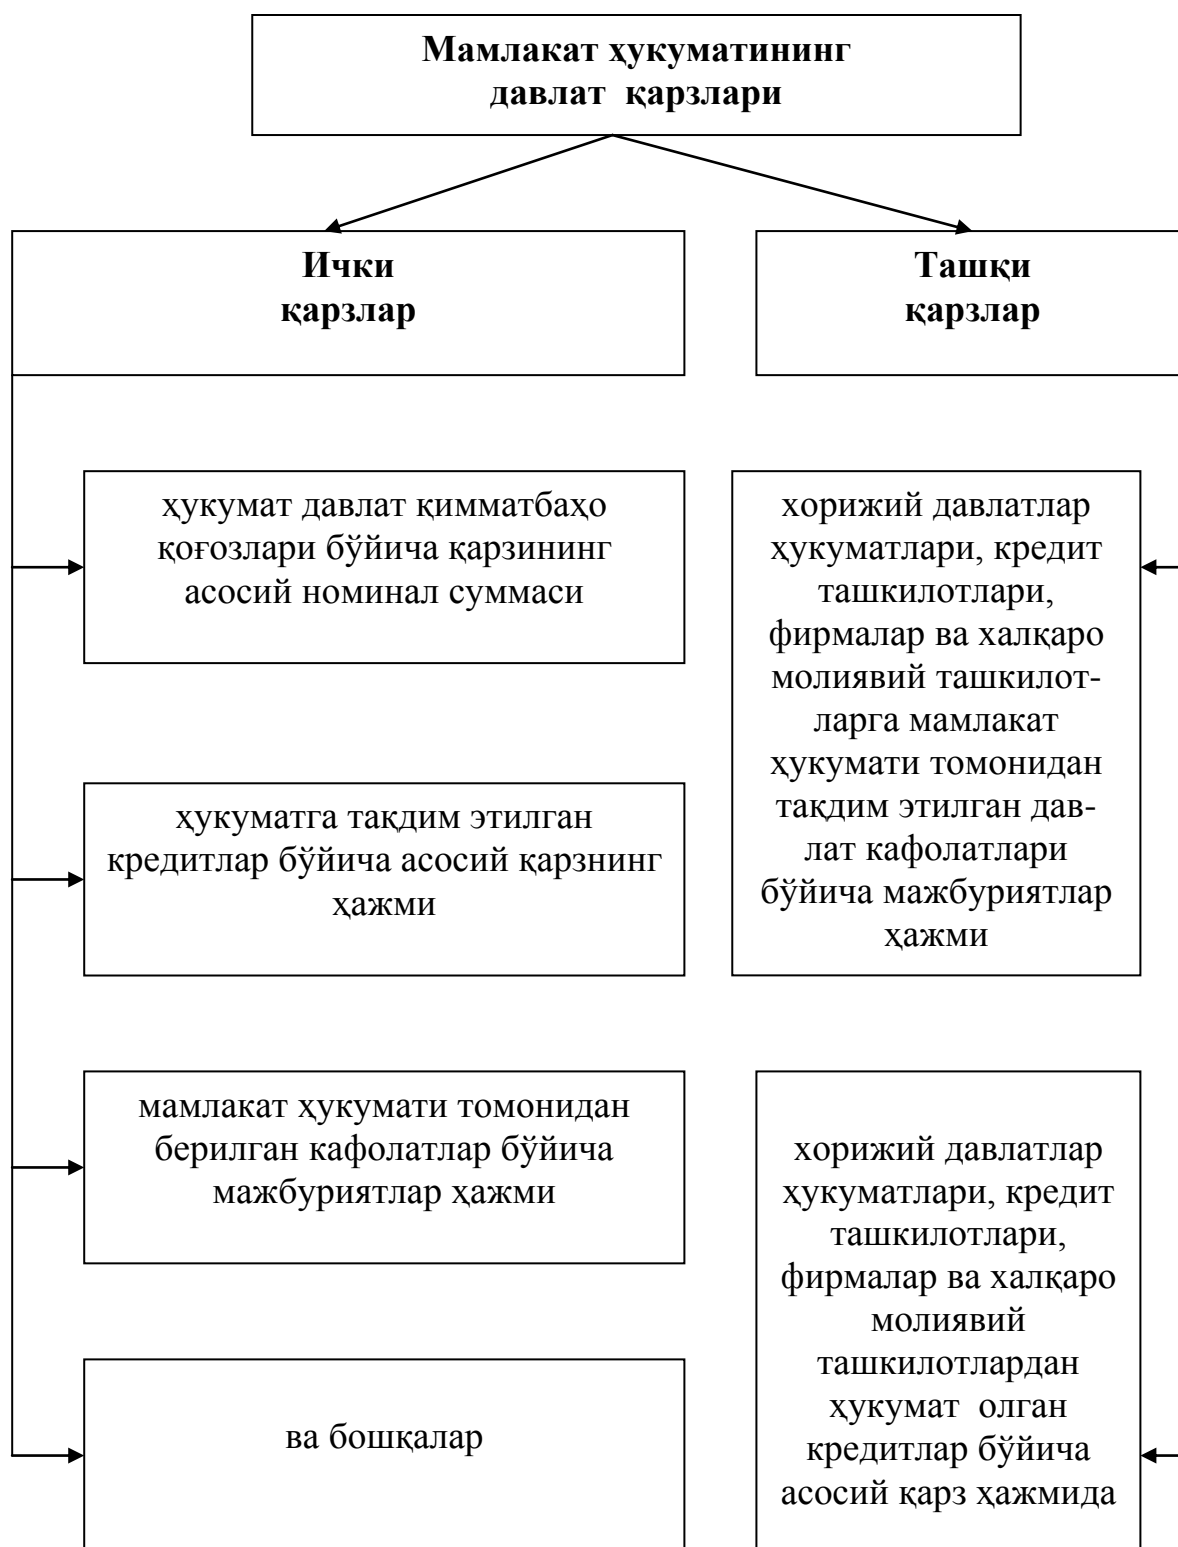 Мамлакат ҳукуматининг
давлат қарзлари
Ички
қарзлар
Ташқи
қарзлар
ҳукумат давлат қимматбаҳо
қоғозлари бўйича қарзининг
асосий номинал суммаси
ҳукуматга тақдим этилган
кредитлар бўйича асосий қарзнинг
ҳажми
мамлакат ҳукумати томонидан
берилган кафолатлар бўйича
мажбуриятлар ҳажми
ва бошқалар
хорижий давлатлар
ҳукуматлари, кредит
ташкилотлари,
фирмалар ва халқаро
молиявий ташкилот-
ларга мамлакат
ҳукумати томонидан
тақдим этилган дав-
лат кафолатлари
бўйича мажбуриятлар
ҳажми
хорижий давлатлар
ҳукуматлари, кредит
ташкилотлари,
фирмалар ва халқаро
молиявий
ташкилотлардан
ҳукумат олган
кредитлар бўйича
асосий қарз ҳажмида